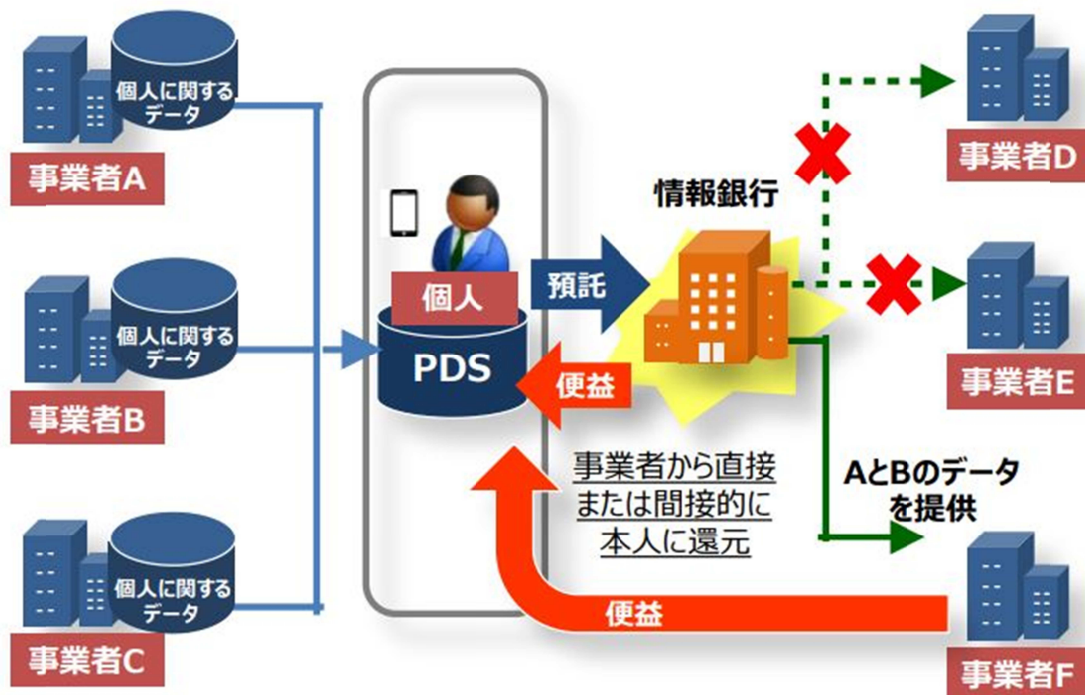 個人に関する
データ
事業者A
個人に関する
データ
事業者B
個人に関する
データ
事業者C
個人
PDS
預託
便益
情報銀行
事業者から直接
または間接的に
本人に還元
便益
AとBのデータ
を提供
事業者D
事業者E
事業者F